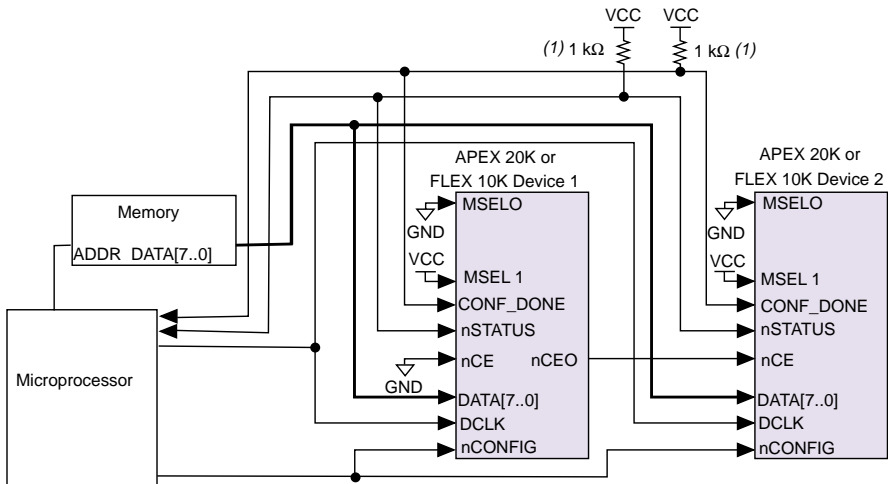 VCC VCC
(1) 1 kΩ 1 kΩ (1)
APEX 20K or
FLEX 10K Device 1
APEX 20K or
FLEX 10K Device 2
Memory
ADDR DATA[7..0]
Microprocessor
MSELO
GND
VCC
MSEL 1
CONF_DONE
nSTATUS
nCE nCEO
GND
DATA[7..0]
DCLK
nCONFIG
MSELO
GND
VCC
MSEL 1
CONF_DONE
nSTATUS
nCE
DATA[7..0]
DCLK
nCONFIG